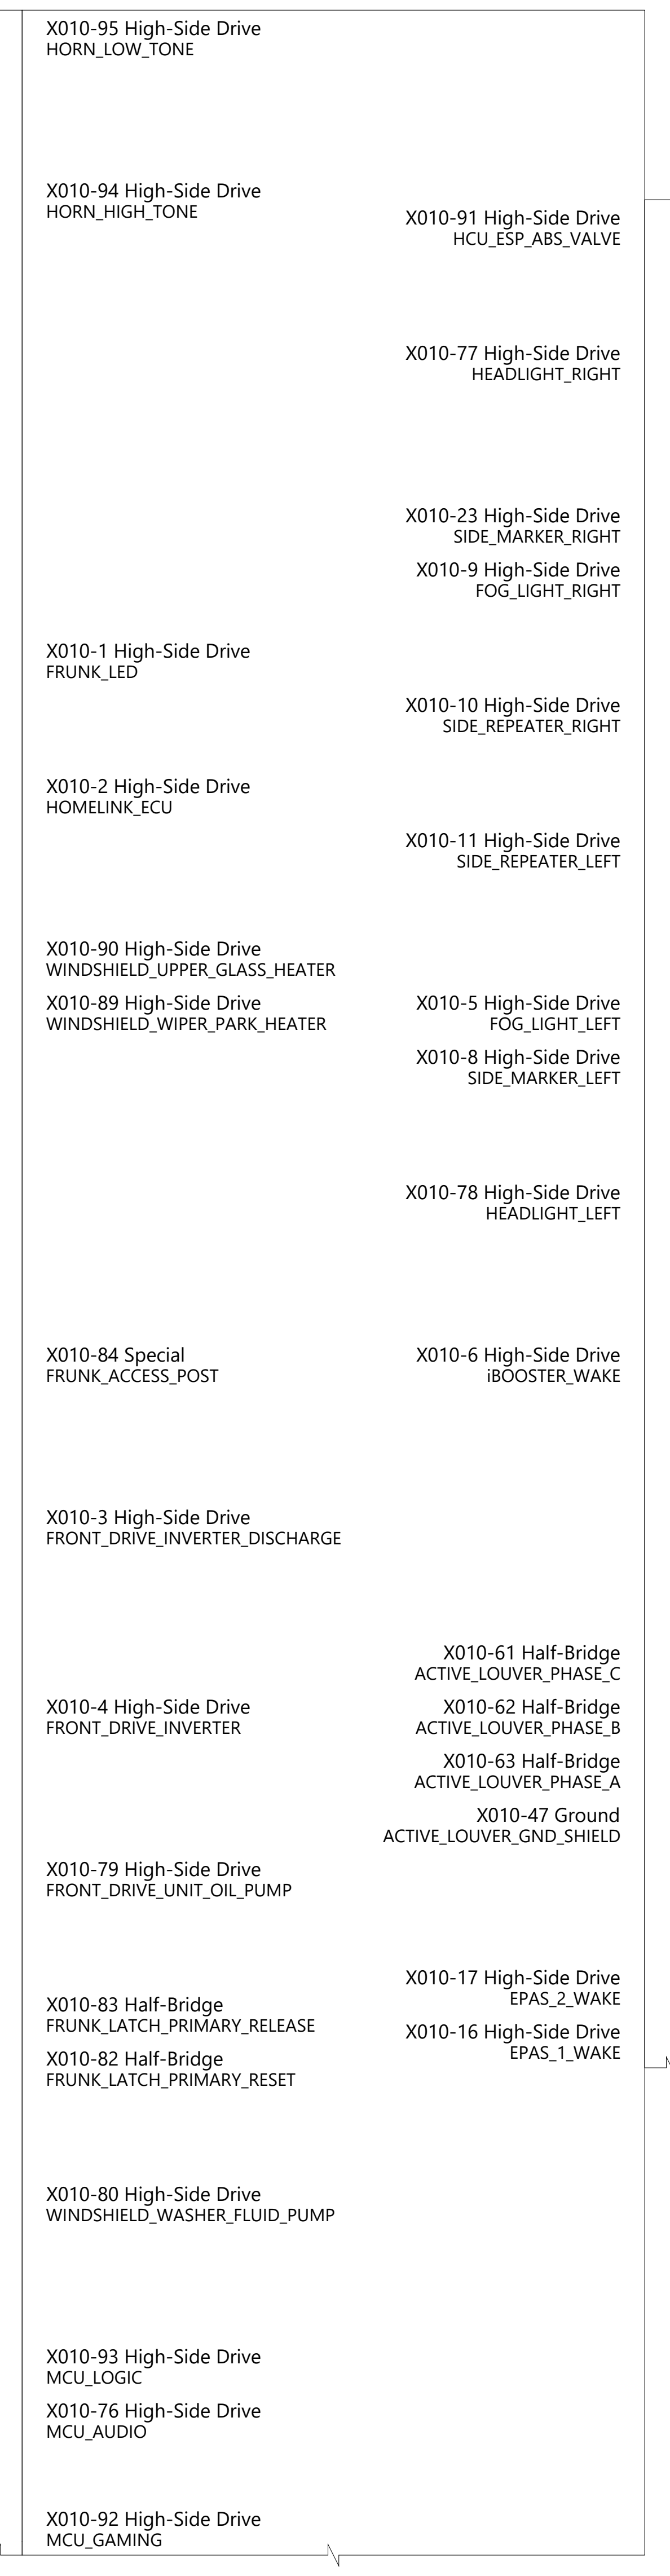 X010-95 High-Side Drive
HORN_LOW_TONE
X010-94 High-Side Drive
HORN_HIGH_TONE
X010-91 High-Side Drive
HCU_ESP_ABS_VALVE
X010-77 High-Side Drive
HEADLIGHT_RIGHT
X010-23 High-Side Drive
SIDE_MARKER_RIGHT
X010-9 High-Side Drive
FOG_LIGHT_RIGHT
X010-1 High-Side Drive
FRUNK_LED
X010-10 High-Side Drive
SIDE_REPEATER_RIGHT
X010-2 High-Side Drive
HOMELINK_ECU
X010-11 High-Side Drive
SIDE_REPEATER_LEFT
X010-90 High-Side Drive
WINDSHIELD_UPPER_GLASS_HEATER
X010-89 High-Side Drive
WINDSHIELD_WIPER_PARK_HEATER
X010-5 High-Side Drive
FOG_LIGHT_LEFT
X010-8 High-Side Drive
SIDE_MARKER_LEFT
X010-78 High-Side Drive
HEADLIGHT_LEFT
X010-84 Special
FRUNK_ACCESS_POST
X010-6 High-Side Drive
iBOOSTER_WAKE
X010-3 High-Side Drive
FRONT_DRIVE_INVERTER_DISCHARGE
X010-61 Half-Bridge
ACTIVE_LOUVER_PHASE_C
X010-4 High-Side Drive
FRONT_DRIVE_INVERTER
X010-62 Half-Bridge
ACTIVE_LOUVER_PHASE_B
X010-63 Half-Bridge
ACTIVE_LOUVER_PHASE_A
X010-47 Ground
ACTIVE_LOUVER_GND_SHIELD
X010-79 High-Side Drive
FRONT_DRIVE_UNIT_OIL_PUMP
X010-17 High-Side Drive
EPAS_2_WAKE
X010-83 Half-Bridge
FRUNK_LATCH_PRIMARY_RELEASE
X010-16 High-Side Drive
EPAS_1_WAKE
X010-82 Half-Bridge
FRUNK_LATCH_PRIMARY_RESET
X010-80 High-Side Drive
WINDSHIELD_WASHER_FLUID_PUMP
X010-93 High-Side Drive
MCU_LOGIC
X010-76 High-Side Drive
MCU_AUDIO
X010-92 High-Side Drive
MCU_GAMING